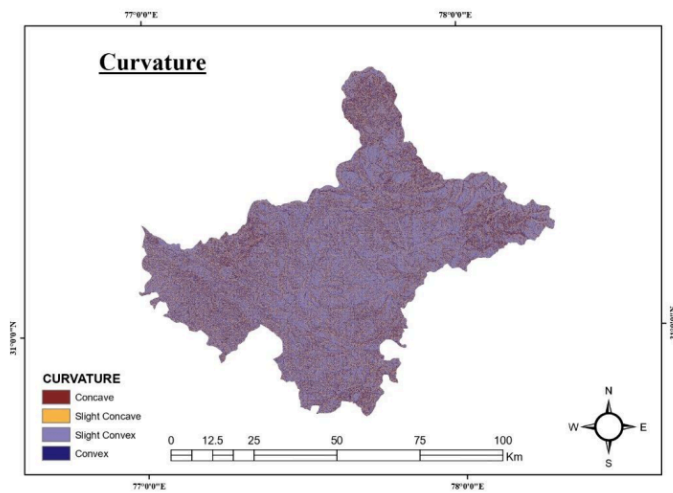 77°0'0"E 78°0'0"E
Curvature
31°0'0"N
CURVATURE
Concave
Slight Concave
Slight Convex
Convex
0 12.5 25 50 75 100
Km
N
W E
S
77°0'0"E 78°0'0"E